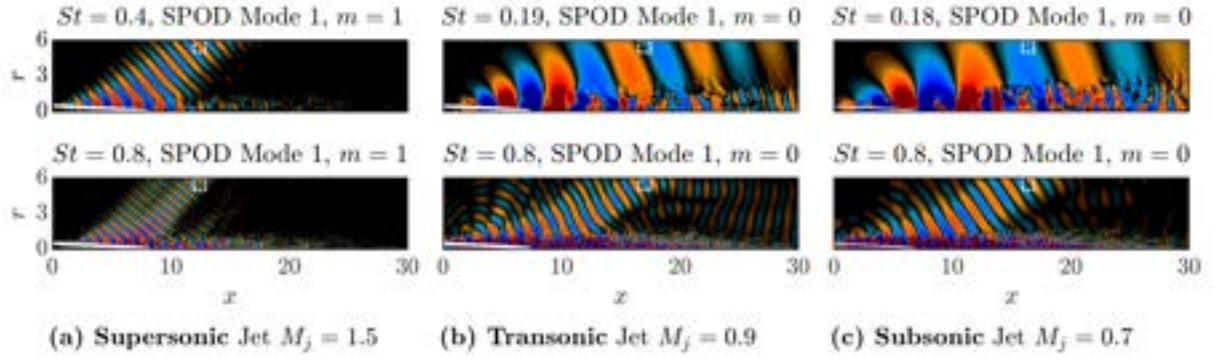 St = 0.4, SPOD Mode 1, m = 1
St = 0.19, SPOD Mode 1, m = 0
St = 0.18, SPOD Mode 1, m = 0
6
3
0
r
St = 0.8, SPOD Mode 1, m = 1
St = 0.8, SPOD Mode 1, m = 0
St = 0.8, SPOD Mode 1, m = 0
6
3
0
r
0 10 20 30
0 10 20 30
0 10 20 30
x
x
x
(a) Supersonic Jet M_j = 1.5
(b) Transonic Jet M_j = 0.9
(c) Subsonic Jet M_j = 0.7